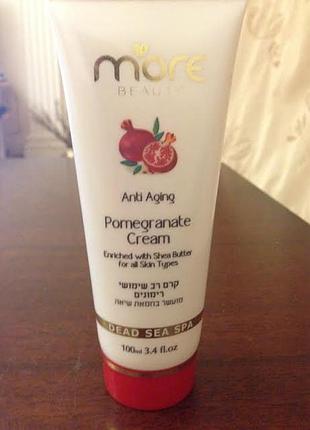 more
BEAUTY
Anti Aging
Pomegranate
Cream
Enriched with Shea Butter
for all Skin Types
קרם רב שימושי
רימונים
מועשר בחמאת שיאה
DEAD SEA SPA
100ml 3.4 fl.oz